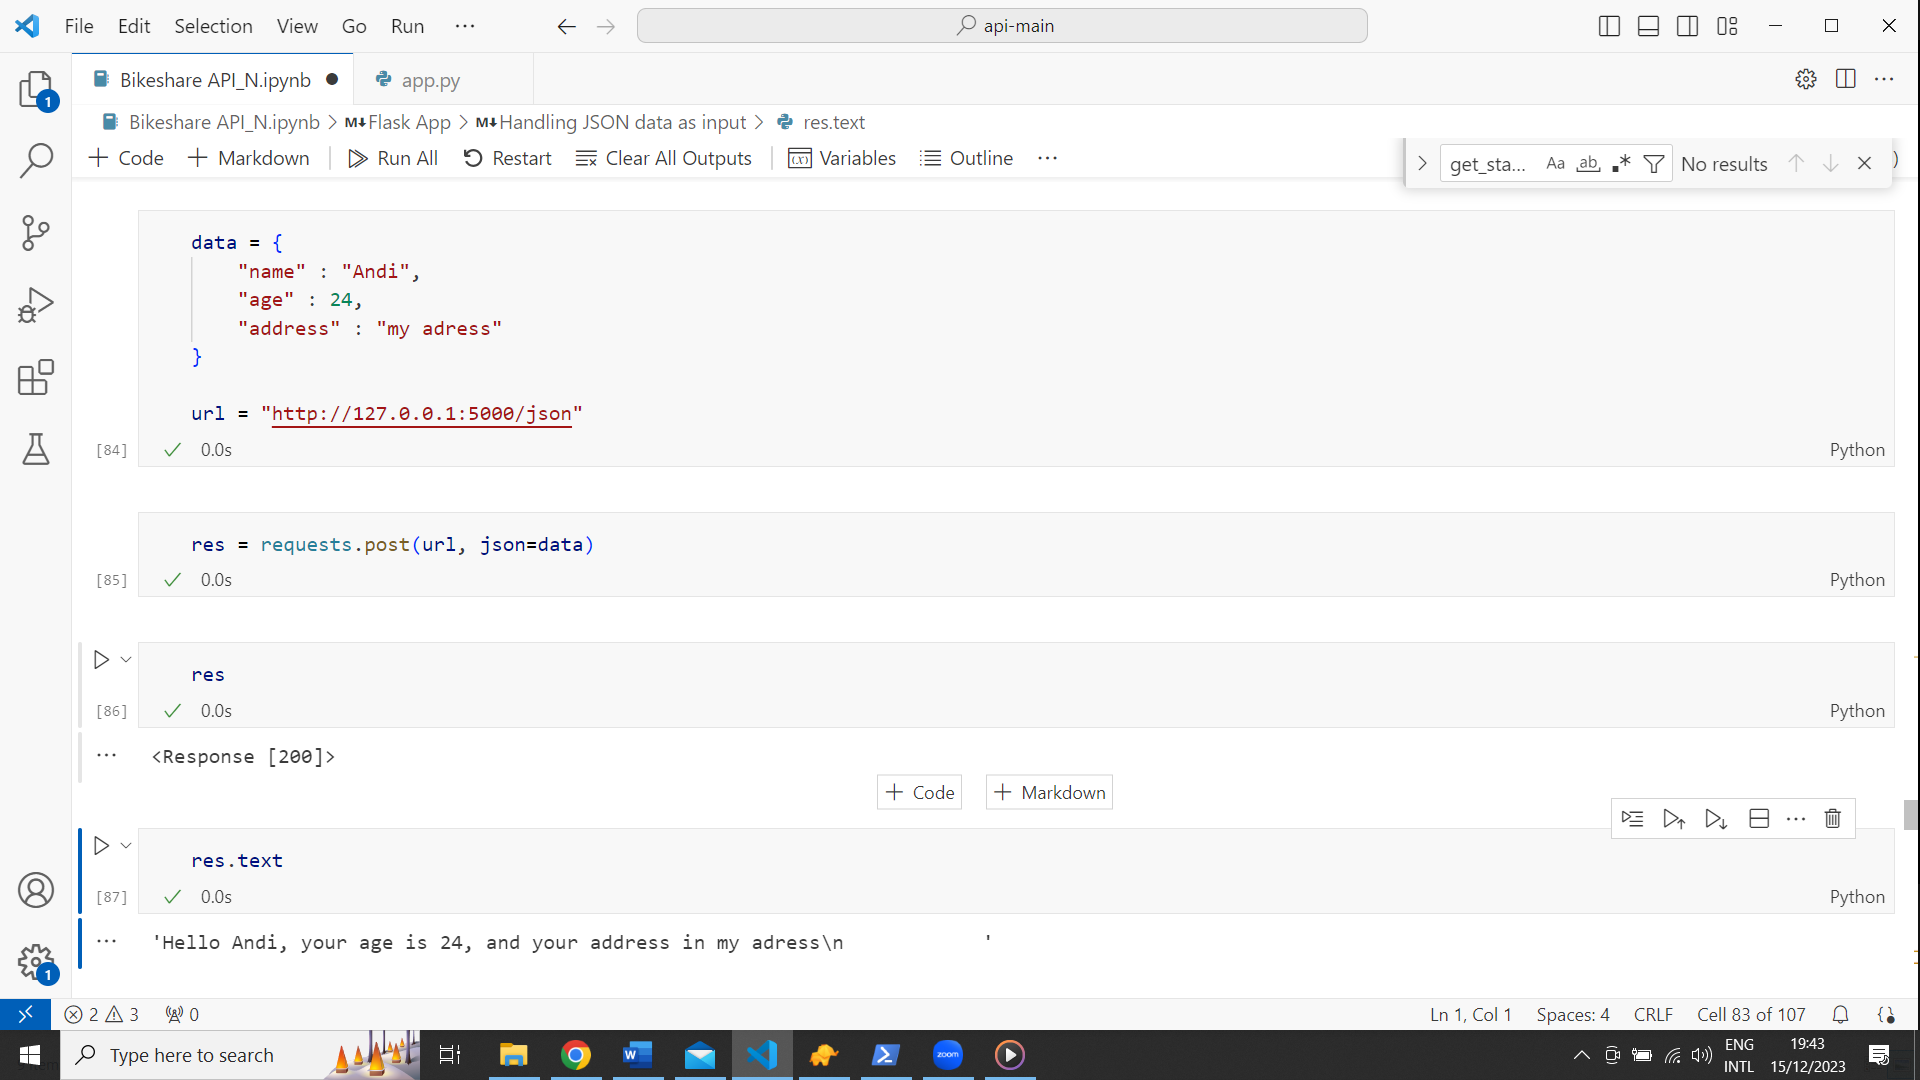 File Edit Selection View Go Run ··· api-main
Bikeshare API_N.ipynb app.py
1
Bikeshare API_N.ipynb > M↓Flask App > M↓Handling JSON data as input > res.text
+ Code + Markdown Run All Restart Clear All Outputs (x) Variables Outline ···
get_sta... Aa ab .* No results )
data = {
"name" : "Andi",
"age" : 24,
"address" : "my adress"
}
url = "http://127.0.0.1:5000/json"
[84] 0.0s Python
res = requests.post(url, json=data)
[85] 0.0s Python
res
[86] 0.0s Python
<Response [200]>
+ Code + Markdown
res.text
[87] 0.0s Python
'Hello Andi, your age is 24, and your address in my adress\n            '
1
2 3 0 Ln 1, Col 1 Spaces: 4 CRLF Cell 83 of 107
Type here to search W zoom ENG 19:43
INTL 15/12/2023